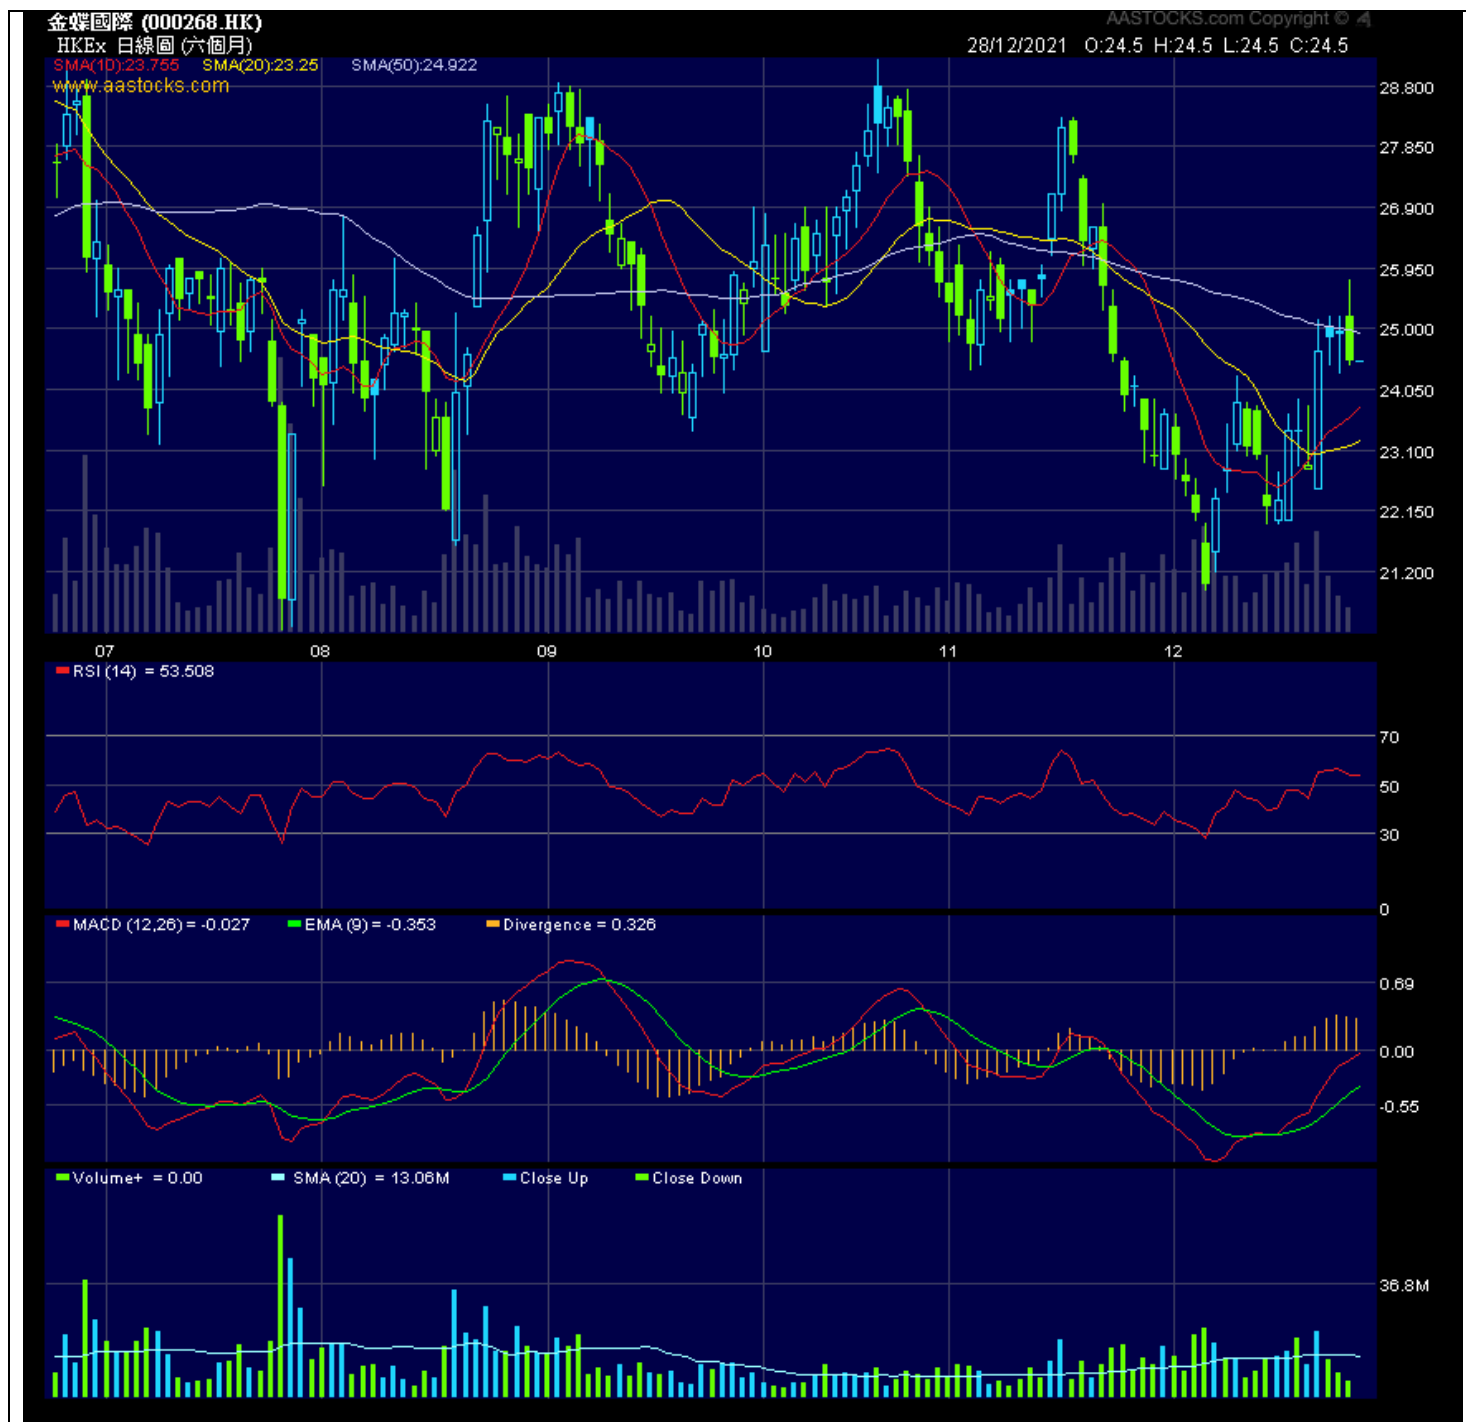 金蝶國際 (000268.HK)
AASTOCKS.com Copyright ©
HKEx 日線圖 (六個月)
28/12/2021 O:24.5 H:24.5 L:24.5 C:24.5
SMA(10):23.755 SMA(20):23.25 SMA(50):24.922
www.aastocks.com
28.800
27.850
26.900
25.950
25.000
24.050
23.100
22.150
21.200
07 08 09 10 11 12
RSI (14) = 53.508
70
50
30
0
MACD (12,26) = -0.027 EMA (9) = -0.353 Divergence = 0.326
0.69
0.00
-0.55
Volume+ = 0.00 SMA (20) = 13.06M Close Up Close Down
36.8M